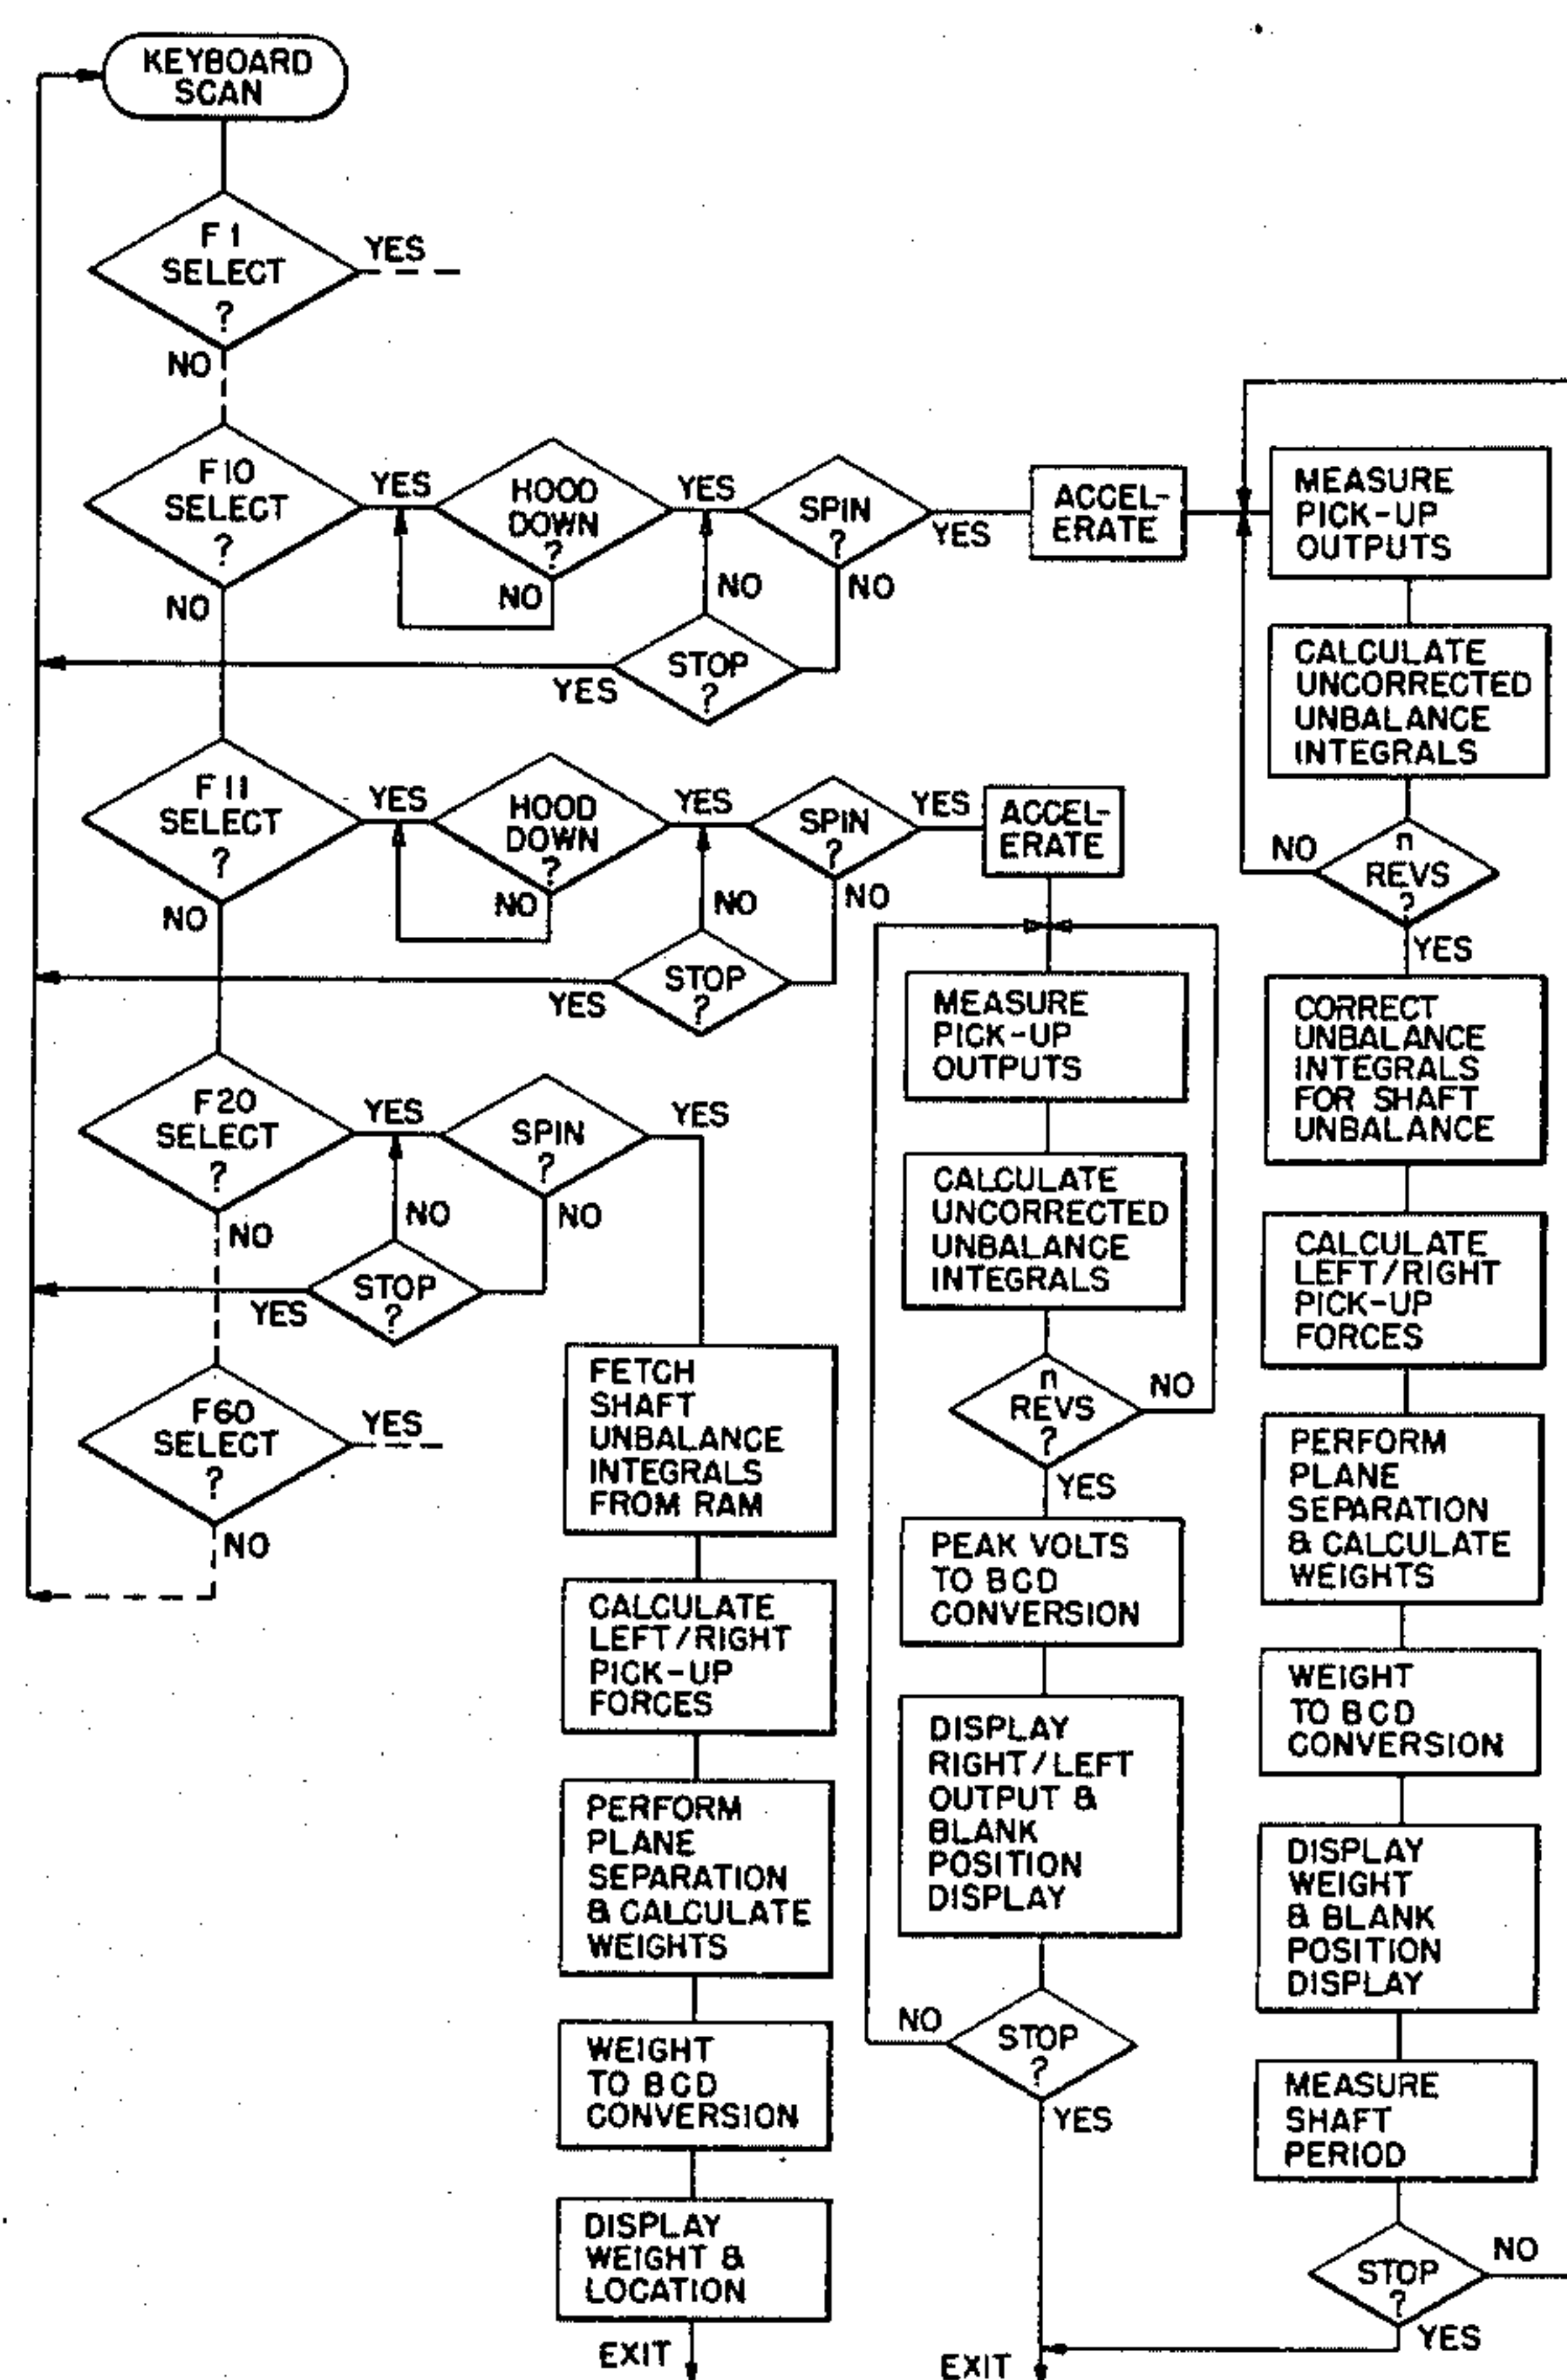 KEYBOARD
SCAN
F1
SELECT
?
YES
NO
F10
SELECT
?
YES
NO
HOOD
DOWN
?
YES
NO
SPIN
?
YES
NO
STOP
?
NO
YES
ACCEL-
ERATE
MEASURE
PICK-UP
OUTPUTS
CALCULATE
UNCORRECTED
UNBALANCE
INTEGRALS
n
REVS
?
NO
YES
CORRECT
UNBALANCE
INTEGRALS
FOR SHAFT
UNBALANCE
CALCULATE
LEFT/RIGHT
PICK-UP
FORCES
PERFORM
PLANE
SEPARATION
& CALCULATE
WEIGHTS
WEIGHT
TO BCD
CONVERSION
DISPLAY
WEIGHT
& BLANK
POSITION
DISPLAY
MEASURE
SHAFT
PERIOD
STOP
?
NO
YES
F11
SELECT
?
YES
NO
HOOD
DOWN
?
YES
NO
SPIN
?
YES
NO
STOP
?
NO
YES
ACCEL-
ERATE
MEASURE
PICK-UP
OUTPUTS
CALCULATE
UNCORRECTED
UNBALANCE
INTEGRALS
n
REVS
?
NO
YES
PEAK VOLTS
TO BCD
CONVERSION
DISPLAY
RIGHT/LEFT
OUTPUT &
BLANK
POSITION
DISPLAY
STOP
?
NO
YES
EXIT
F20
SELECT
?
YES
NO
SPIN
?
YES
NO
STOP
?
NO
YES
FETCH
SHAFT
UNBALANCE
INTEGRALS
FROM RAM
CALCULATE
LEFT/RIGHT
PICK-UP
FORCES
PERFORM
PLANE
SEPARATION
& CALCULATE
WEIGHTS
WEIGHT
TO BCD
CONVERSION
DISPLAY
WEIGHT &
LOCATION
EXIT
F60
SELECT
?
YES
NO